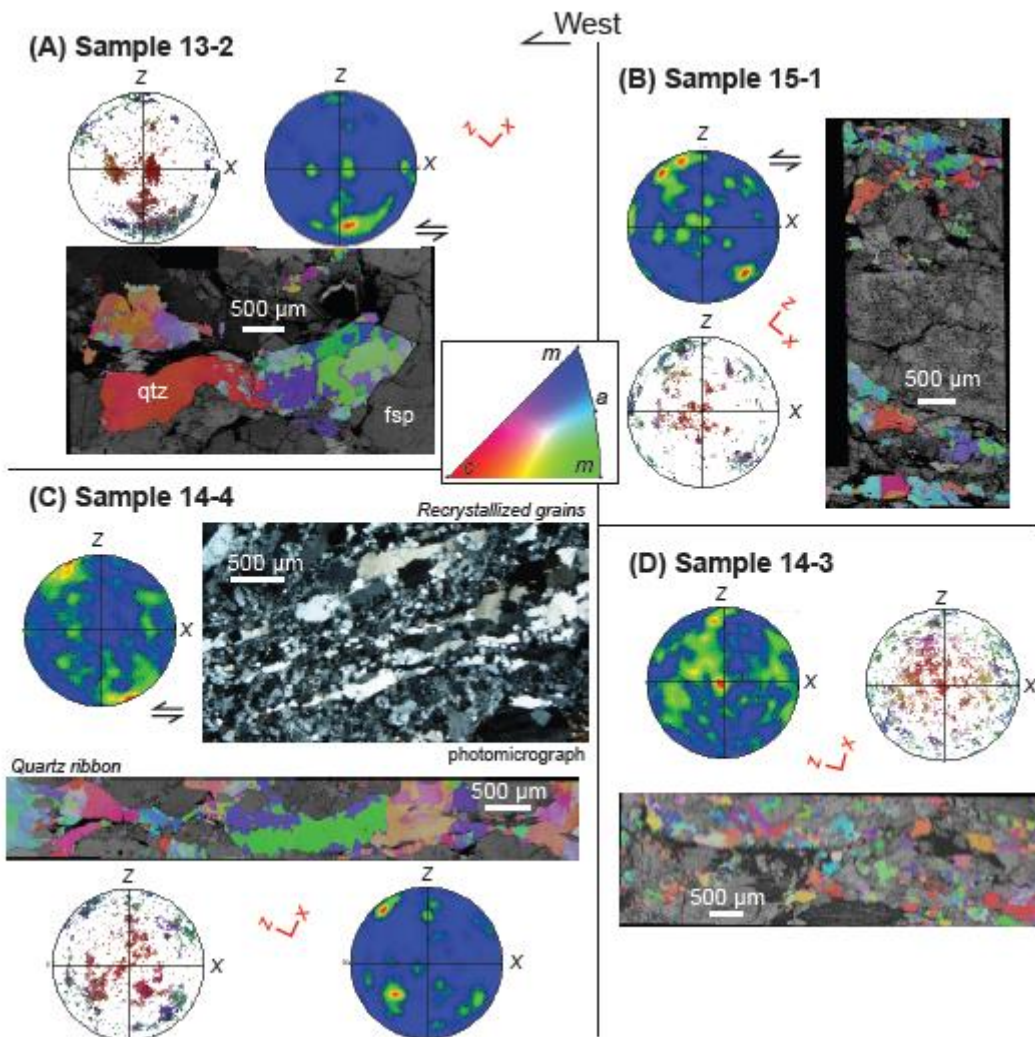 West
(A) Sample 13-2
Z
X
Z
X
z
x
500 µm
qtz
fsp
m
a
c
m
(B) Sample 15-1
Z
X
z
x
Z
X
500 µm
(C) Sample 14-4
Recrystallized grains
Z
X
500 µm
photomicrograph
Quartz ribbon
500 µm
Z
X
z
x
Z
X
(D) Sample 14-3
Z
X
Z
X
z
x
500 µm